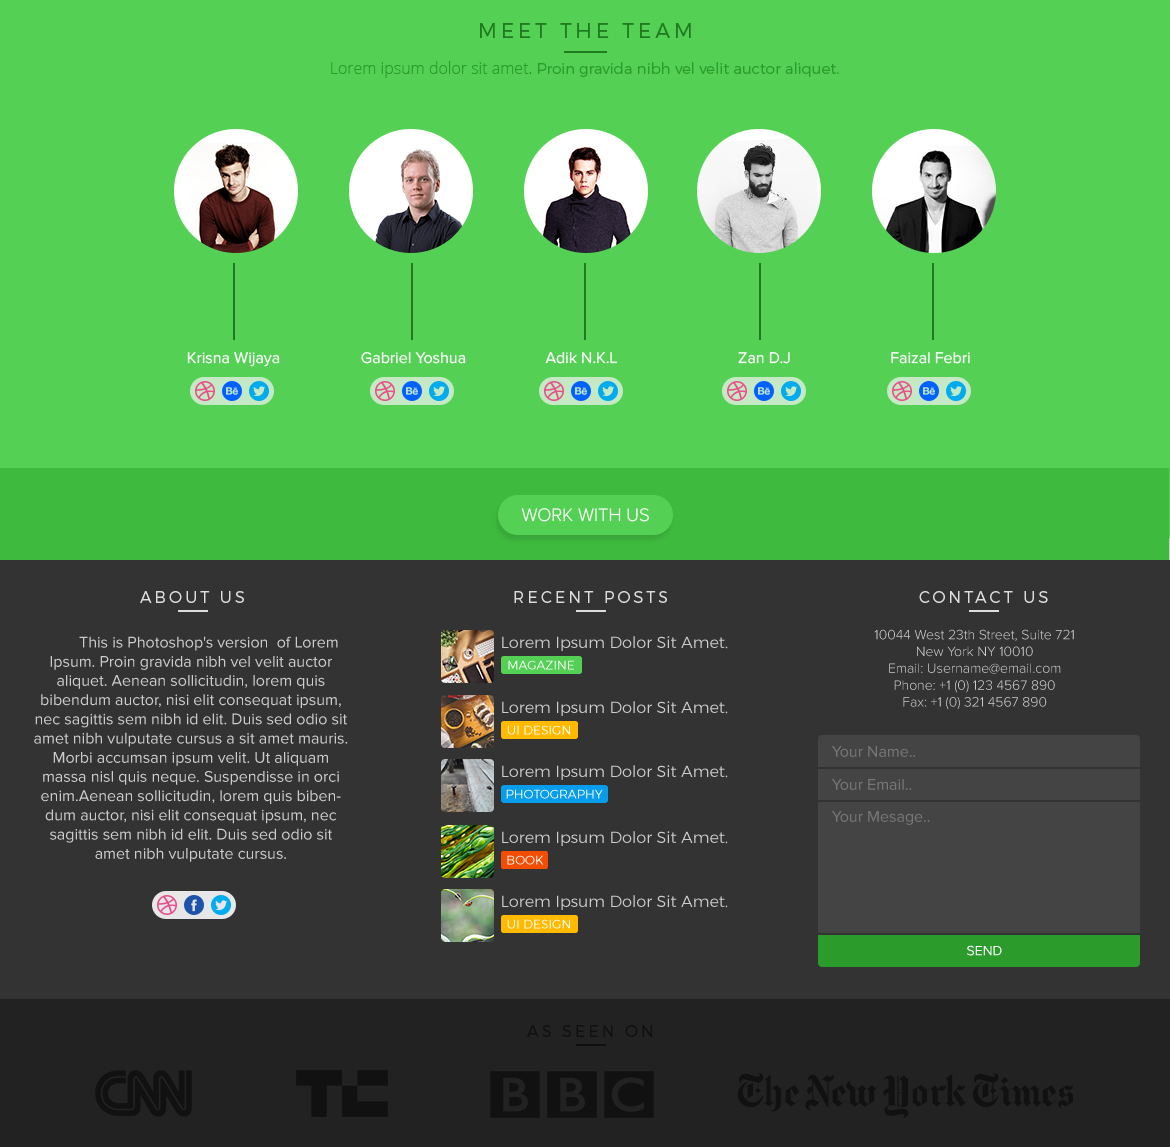 MEET THE TEAM
Lorem ipsum dolor sit amet. Proin gravida nibh vel velit auctor aliquet.
Krisna Wijaya
Gabriel Yoshua
Adik N.K.L
Zan D.J
Faizal Febri
Bē
Bē
Bē
Bē
Bē
WORK WITH US
ABOUT US
This is Photoshop's version of Lorem
Ipsum. Proin gravida nibh vel velit auctor
aliquet. Aenean sollicitudin, lorem quis
bibendum auctor, nisi elit consequat ipsum,
nec sagittis sem nibh id elit. Duis sed odio sit
amet nibh vulputate cursus a sit amet mauris.
Morbi accumsan ipsum velit. Ut aliquam
massa nisl quis neque. Suspendisse in orci
enim.Aenean sollicitudin, lorem quis biben-
dum auctor, nisi elit consequat ipsum, nec
sagittis sem nibh id elit. Duis sed odio sit
amet nibh vulputate cursus.
f
RECENT POSTS
Lorem Ipsum Dolor Sit Amet.
MAGAZINE
Lorem Ipsum Dolor Sit Amet.
UI DESIGN
Lorem Ipsum Dolor Sit Amet.
PHOTOGRAPHY
Lorem Ipsum Dolor Sit Amet.
BOOK
Lorem Ipsum Dolor Sit Amet.
UI DESIGN
CONTACT US
10044 West 23th Street, Suite 721
New York NY 10010
Email: Username@email.com
Phone: +1 (0) 123 4567 890
Fax: +1 (0) 321 4567 890
Your Name..
Your Email..
Your Mesage..
SEND
AS SEEN ON
CNN
TC
BBC
The New York Times